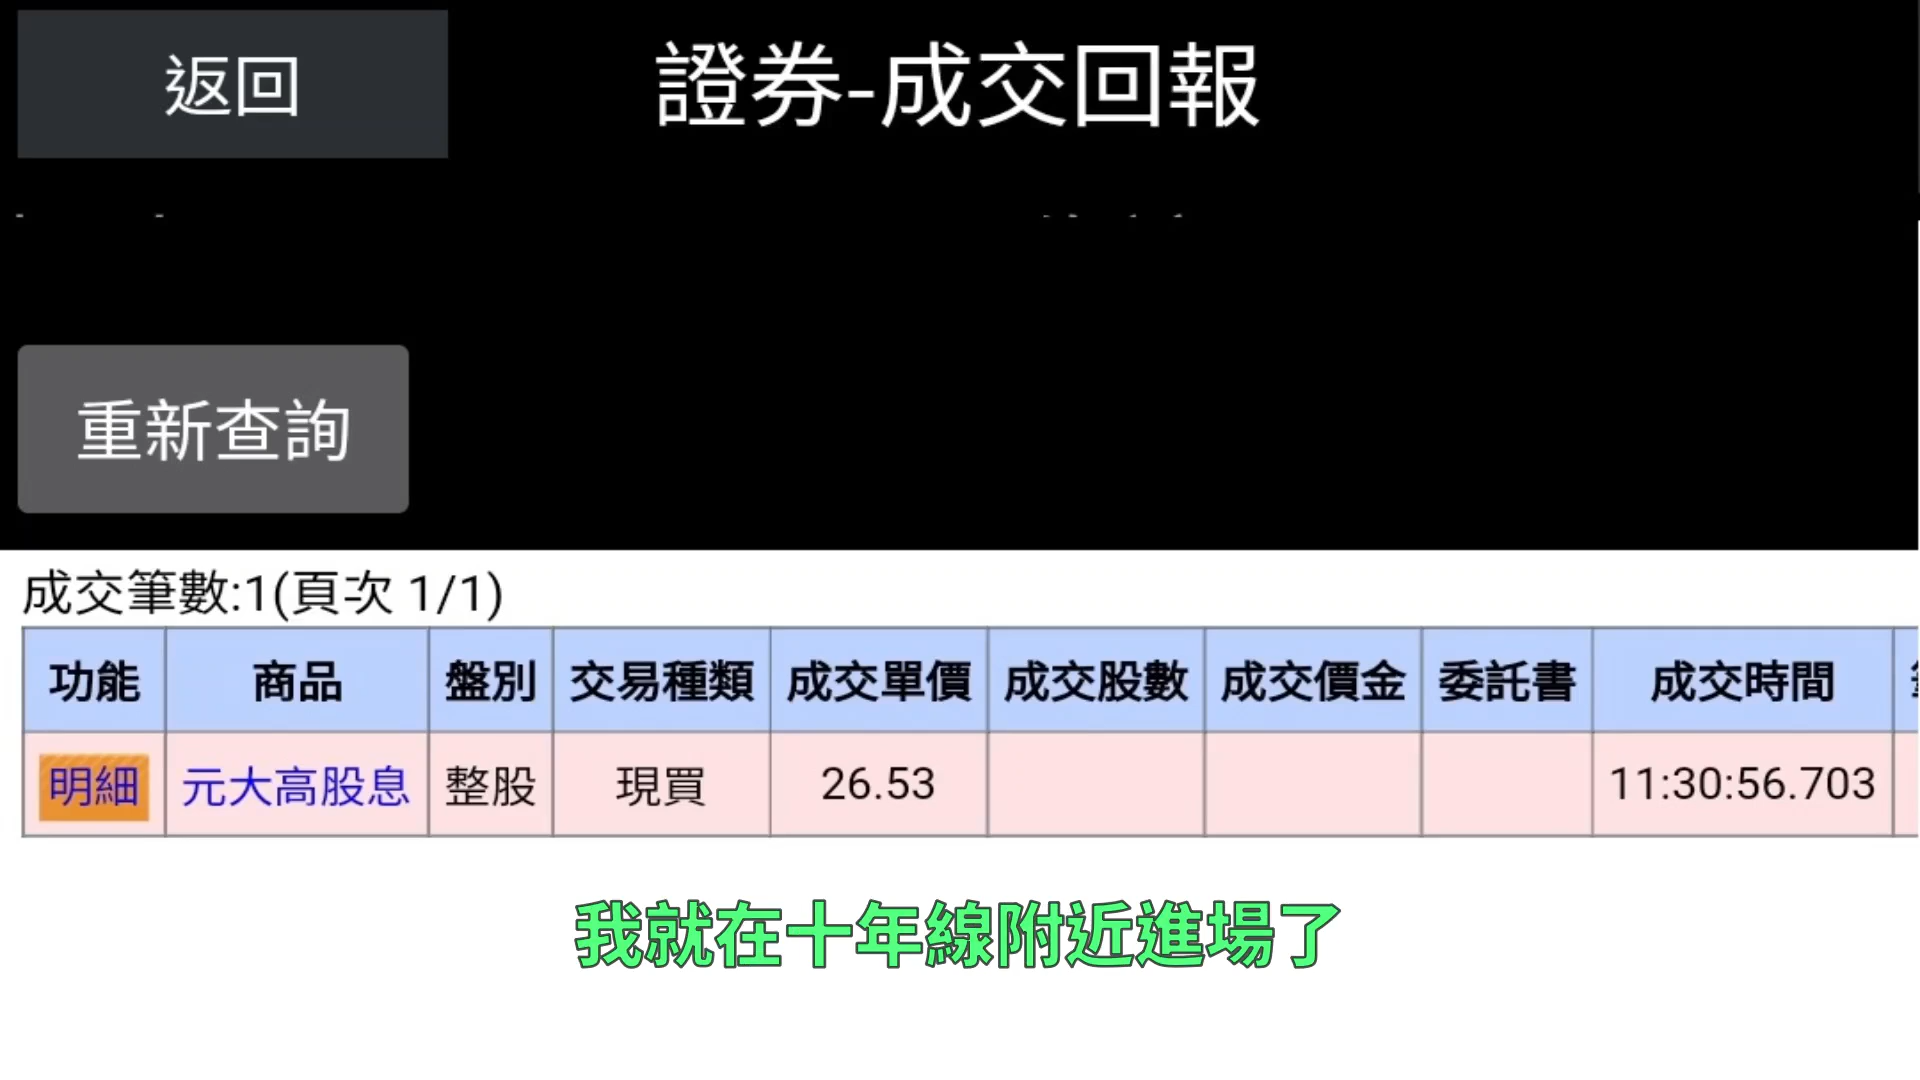 返回
證券-成交回報
重新查詢
成交筆數:1(頁次 1/1)
功能 商品 盤別 交易種類 成交單價 成交股數 成交價金 委託書 成交時間
明細 元大高股息 整股 現買 26.53 11:30:56.703
我就在十年線附近進場了